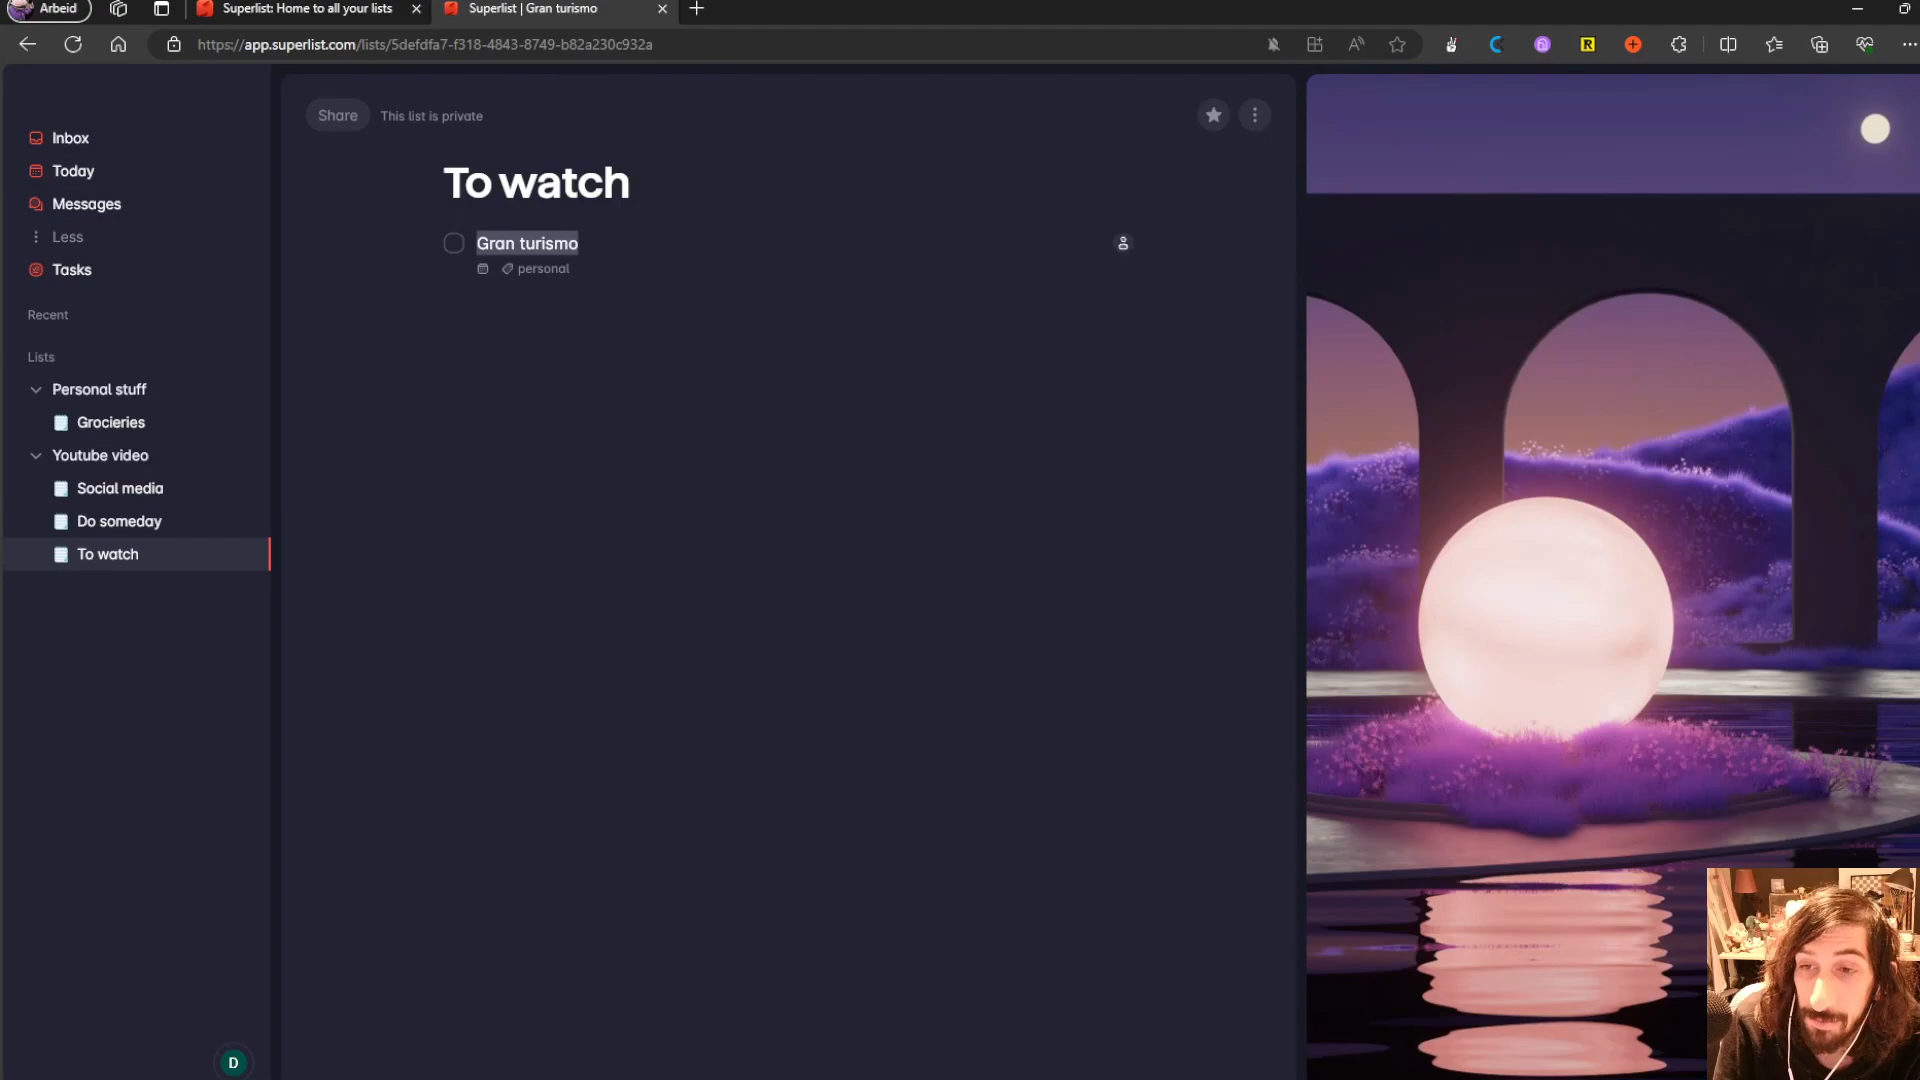 Arbeid
Superlist: Home to all your lists
Superlist | Gran turismo
https://app.superlist.com/lists/5defdfa7-f318-4843-8749-b82a230c932a
Inbox
Today
Messages
Less
Tasks
Recent
Lists
Personal stuff
Grocieries
Youtube video
Social media
Do someday
To watch
D
Share
This list is private
To watch
Gran turismo
personal